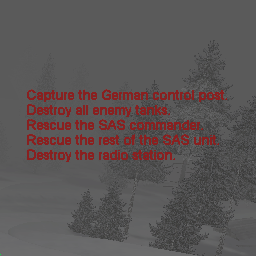 Capture the German control post.
Destroy all enemy tanks.
Rescue the SAS commander.
Rescue the rest of the SAS unit.
Destroy the radio station.